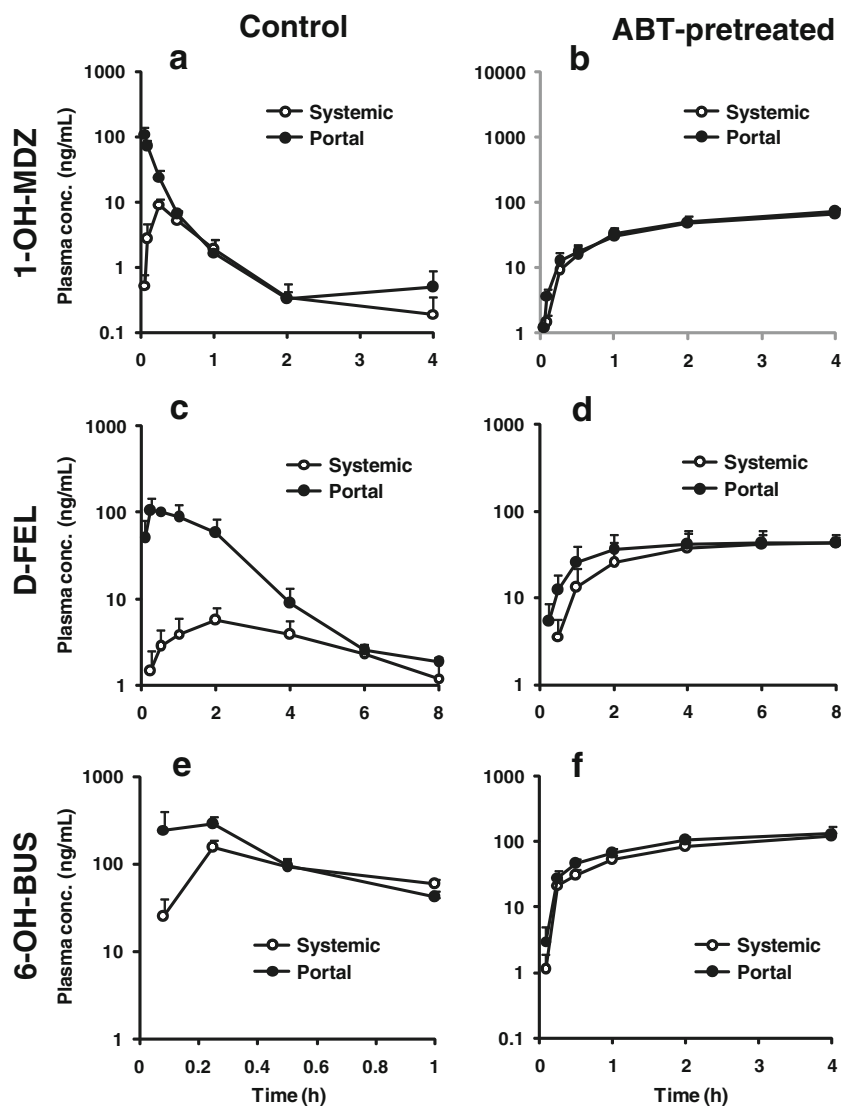 Control
ABT-pretreated
1-OH-MDZ
a
Plasma conc. (ng/mL)
1000
100
10
1
0.1
Systemic
Portal
0
1
2
3
4
b
10000
1000
100
10
1
Systemic
Portal
0
1
2
3
4
D-FEL
c
Plasma conc. (ng/mL)
1000
100
10
1
Systemic
Portal
0
2
4
6
8
d
1000
100
10
1
Systemic
Portal
0
2
4
6
8
6-OH-BUS
e
Plasma conc. (ng/mL)
1000
100
10
1
Systemic
Portal
0
0.2
0.4
0.6
0.8
1
Time (h)
f
1000
100
10
1
0.1
Systemic
Portal
0
1
2
3
4
Time (h)